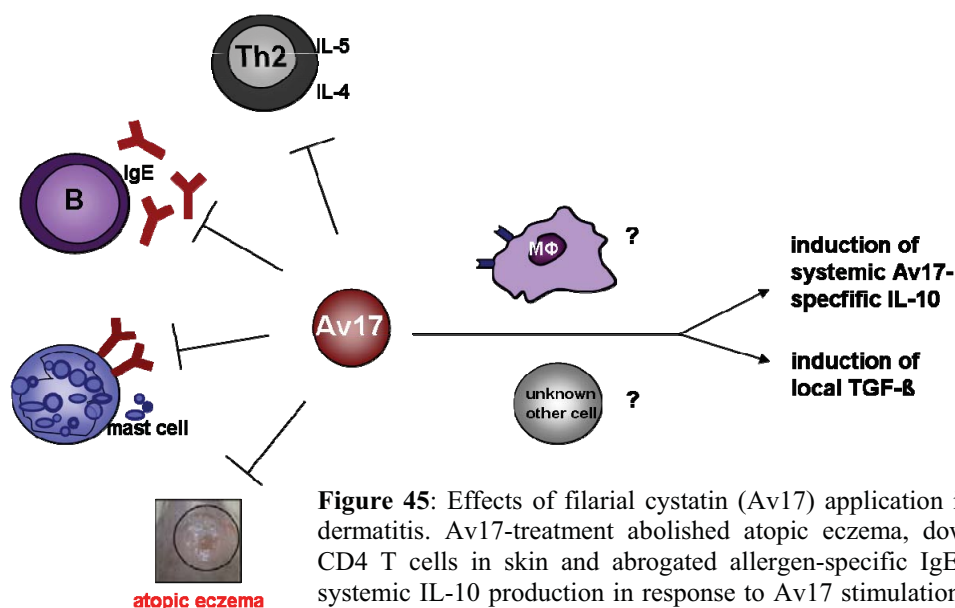 Th2
IL-5
IL-4
IgE
B
MΦ
?
induction of
systemic Av17-
specfific IL-10
Av17
induction of
local TGF-ß
unknown
other cell
?
mast cell
atopic eczema
Figure 45: Effects of filarial cystatin (Av17) application
dermatitis. Av17-treatment abolished atopic eczema,
CD4 T cells in skin and abrogated allergen-specific IgE
systemic IL-10 production in response to Av17 stimulation